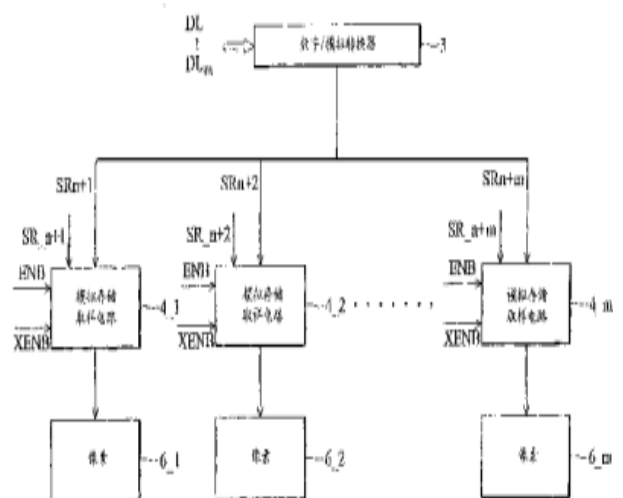 DL
DLm
数字/模拟转换器
3
SRn+1
SRn+2
SRn+m
SR_n+1
SR_n+2
SR_n+m
ENB
ENB
ENB
模拟存储
取样电路
4_1
模拟存储
取样电路
4_2
模拟存储
取样电路
4_m
XENB
XENB
XENB
像素
6_1
像素
6_2
像素
6_m